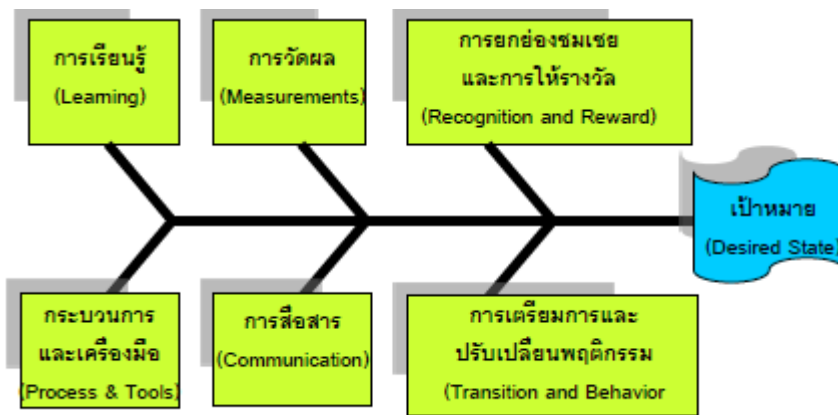 การเรียนรู้
(Learning)
การวัดผล
(Measurements)
การยกย่องชมเชย
และการให้รางวัล
(Recognition and Reward)
เป้าหมาย
(Desired State)
กระบวนการ
และเครื่องมือ
(Process & Tools)
การสื่อสาร
(Communication)
การเตรียมการและ
ปรับเปลี่ยนพฤติกรรม
(Transition and Behavior